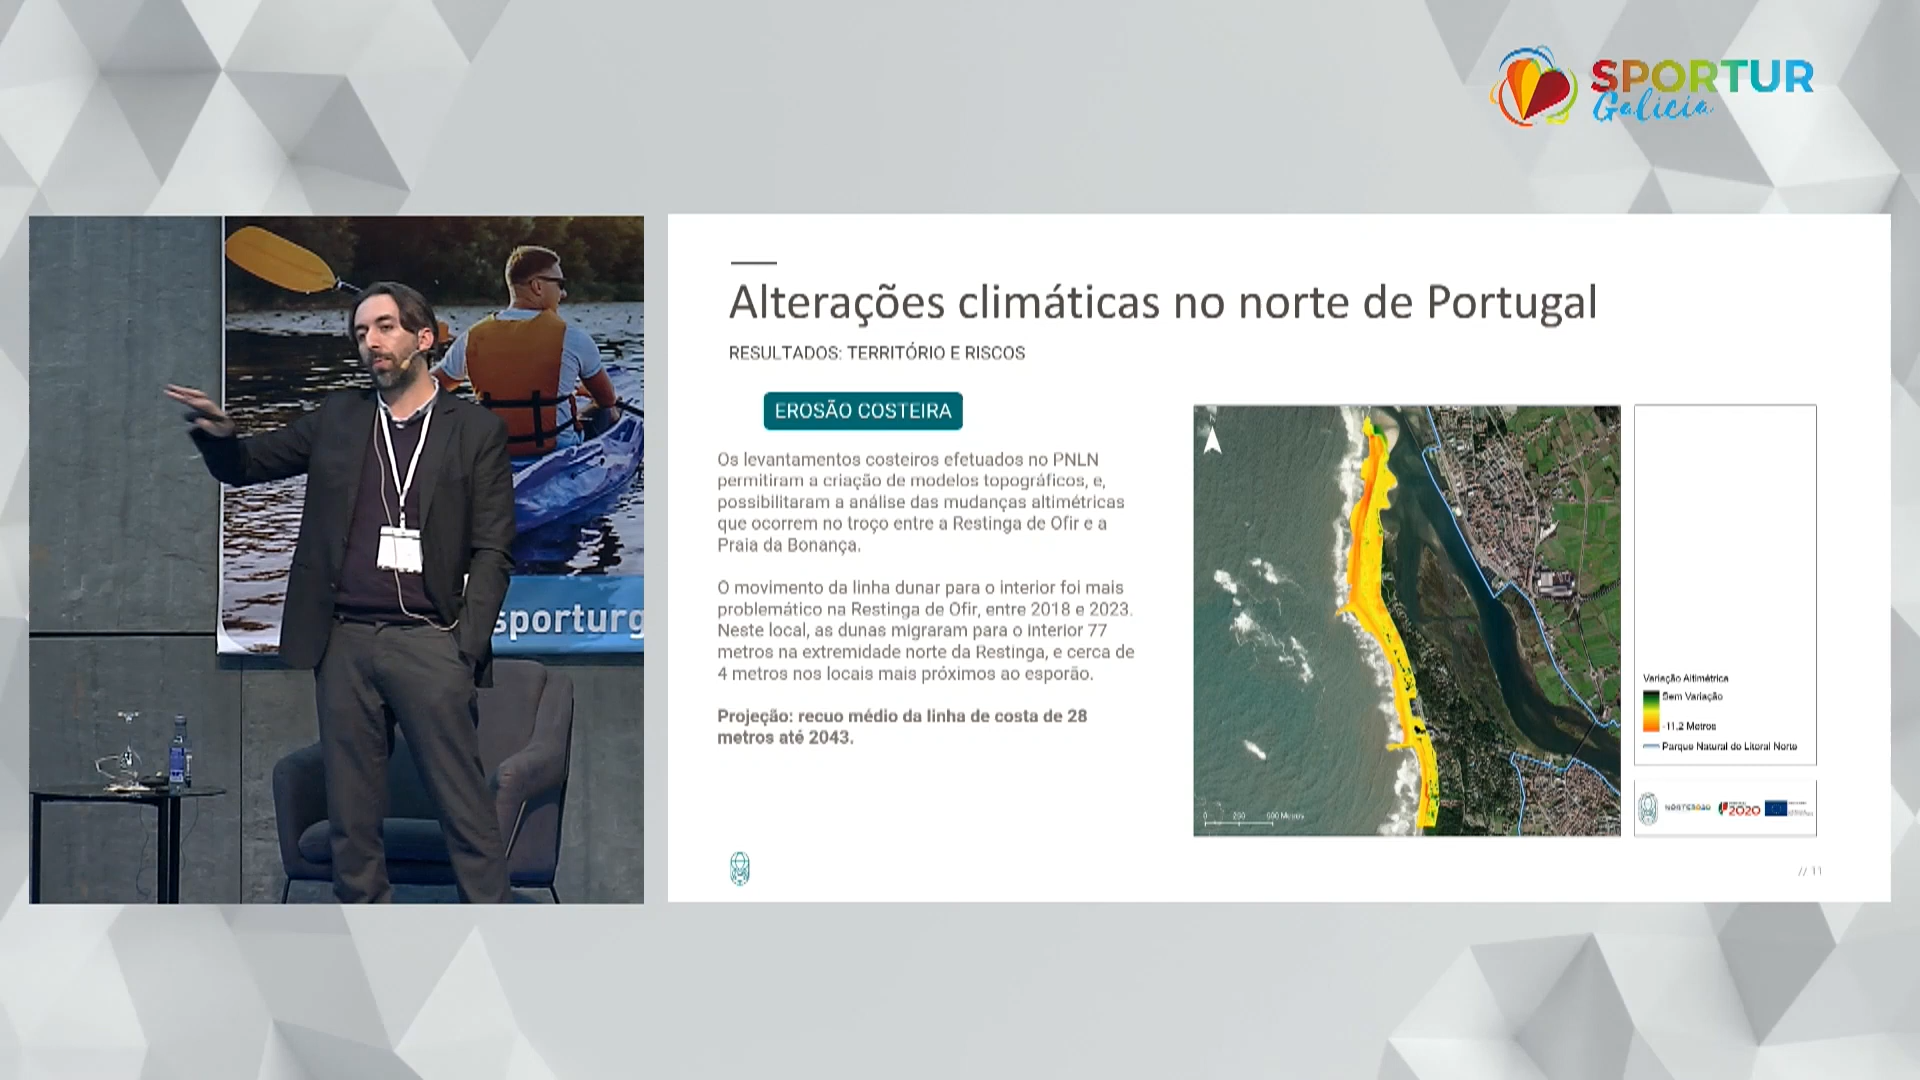 SPORTUR
Galicia
sporturg
Alterações climáticas no norte de Portugal
RESULTADOS: TERRITÓRIO E RISCOS
EROSÃO COSTEIRA
Os levantamentos costeiros efetuados no PNLN
permitiram a criação de modelos topográficos, e,
possibilitaram a análise das mudanças altimétricas
que ocorrem no troço entre a Restinga de Ofir e a
Praia da Bonança.
O movimento da linha dunar para o interior foi mais
problemático na Restinga de Ofir, entre 2018 e 2023.
Neste local, as dunas migraram para o interior 77
metros na extremidade norte da Restinga, e cerca de
4 metros nos locais mais próximos ao esporão.
Projeção: recuo médio da linha de costa de 28
metros até 2043.
Variação Altimétrica
Sem Variação
-11,2 Metros
Parque Natural do Litoral Norte
NORTE2020
2020
// 11